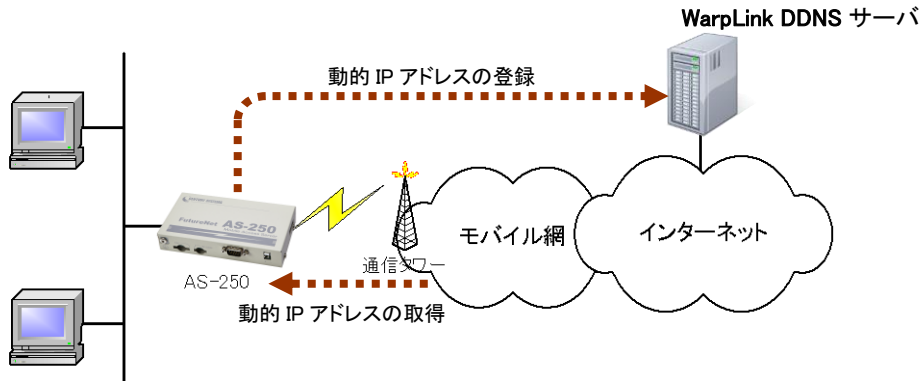 WarpLink DDNS サーバ
動的 IP アドレスの登録
FutureNet AS-250
モバイル網
インターネット
通信タワー
AS-250
動的 IP アドレスの取得